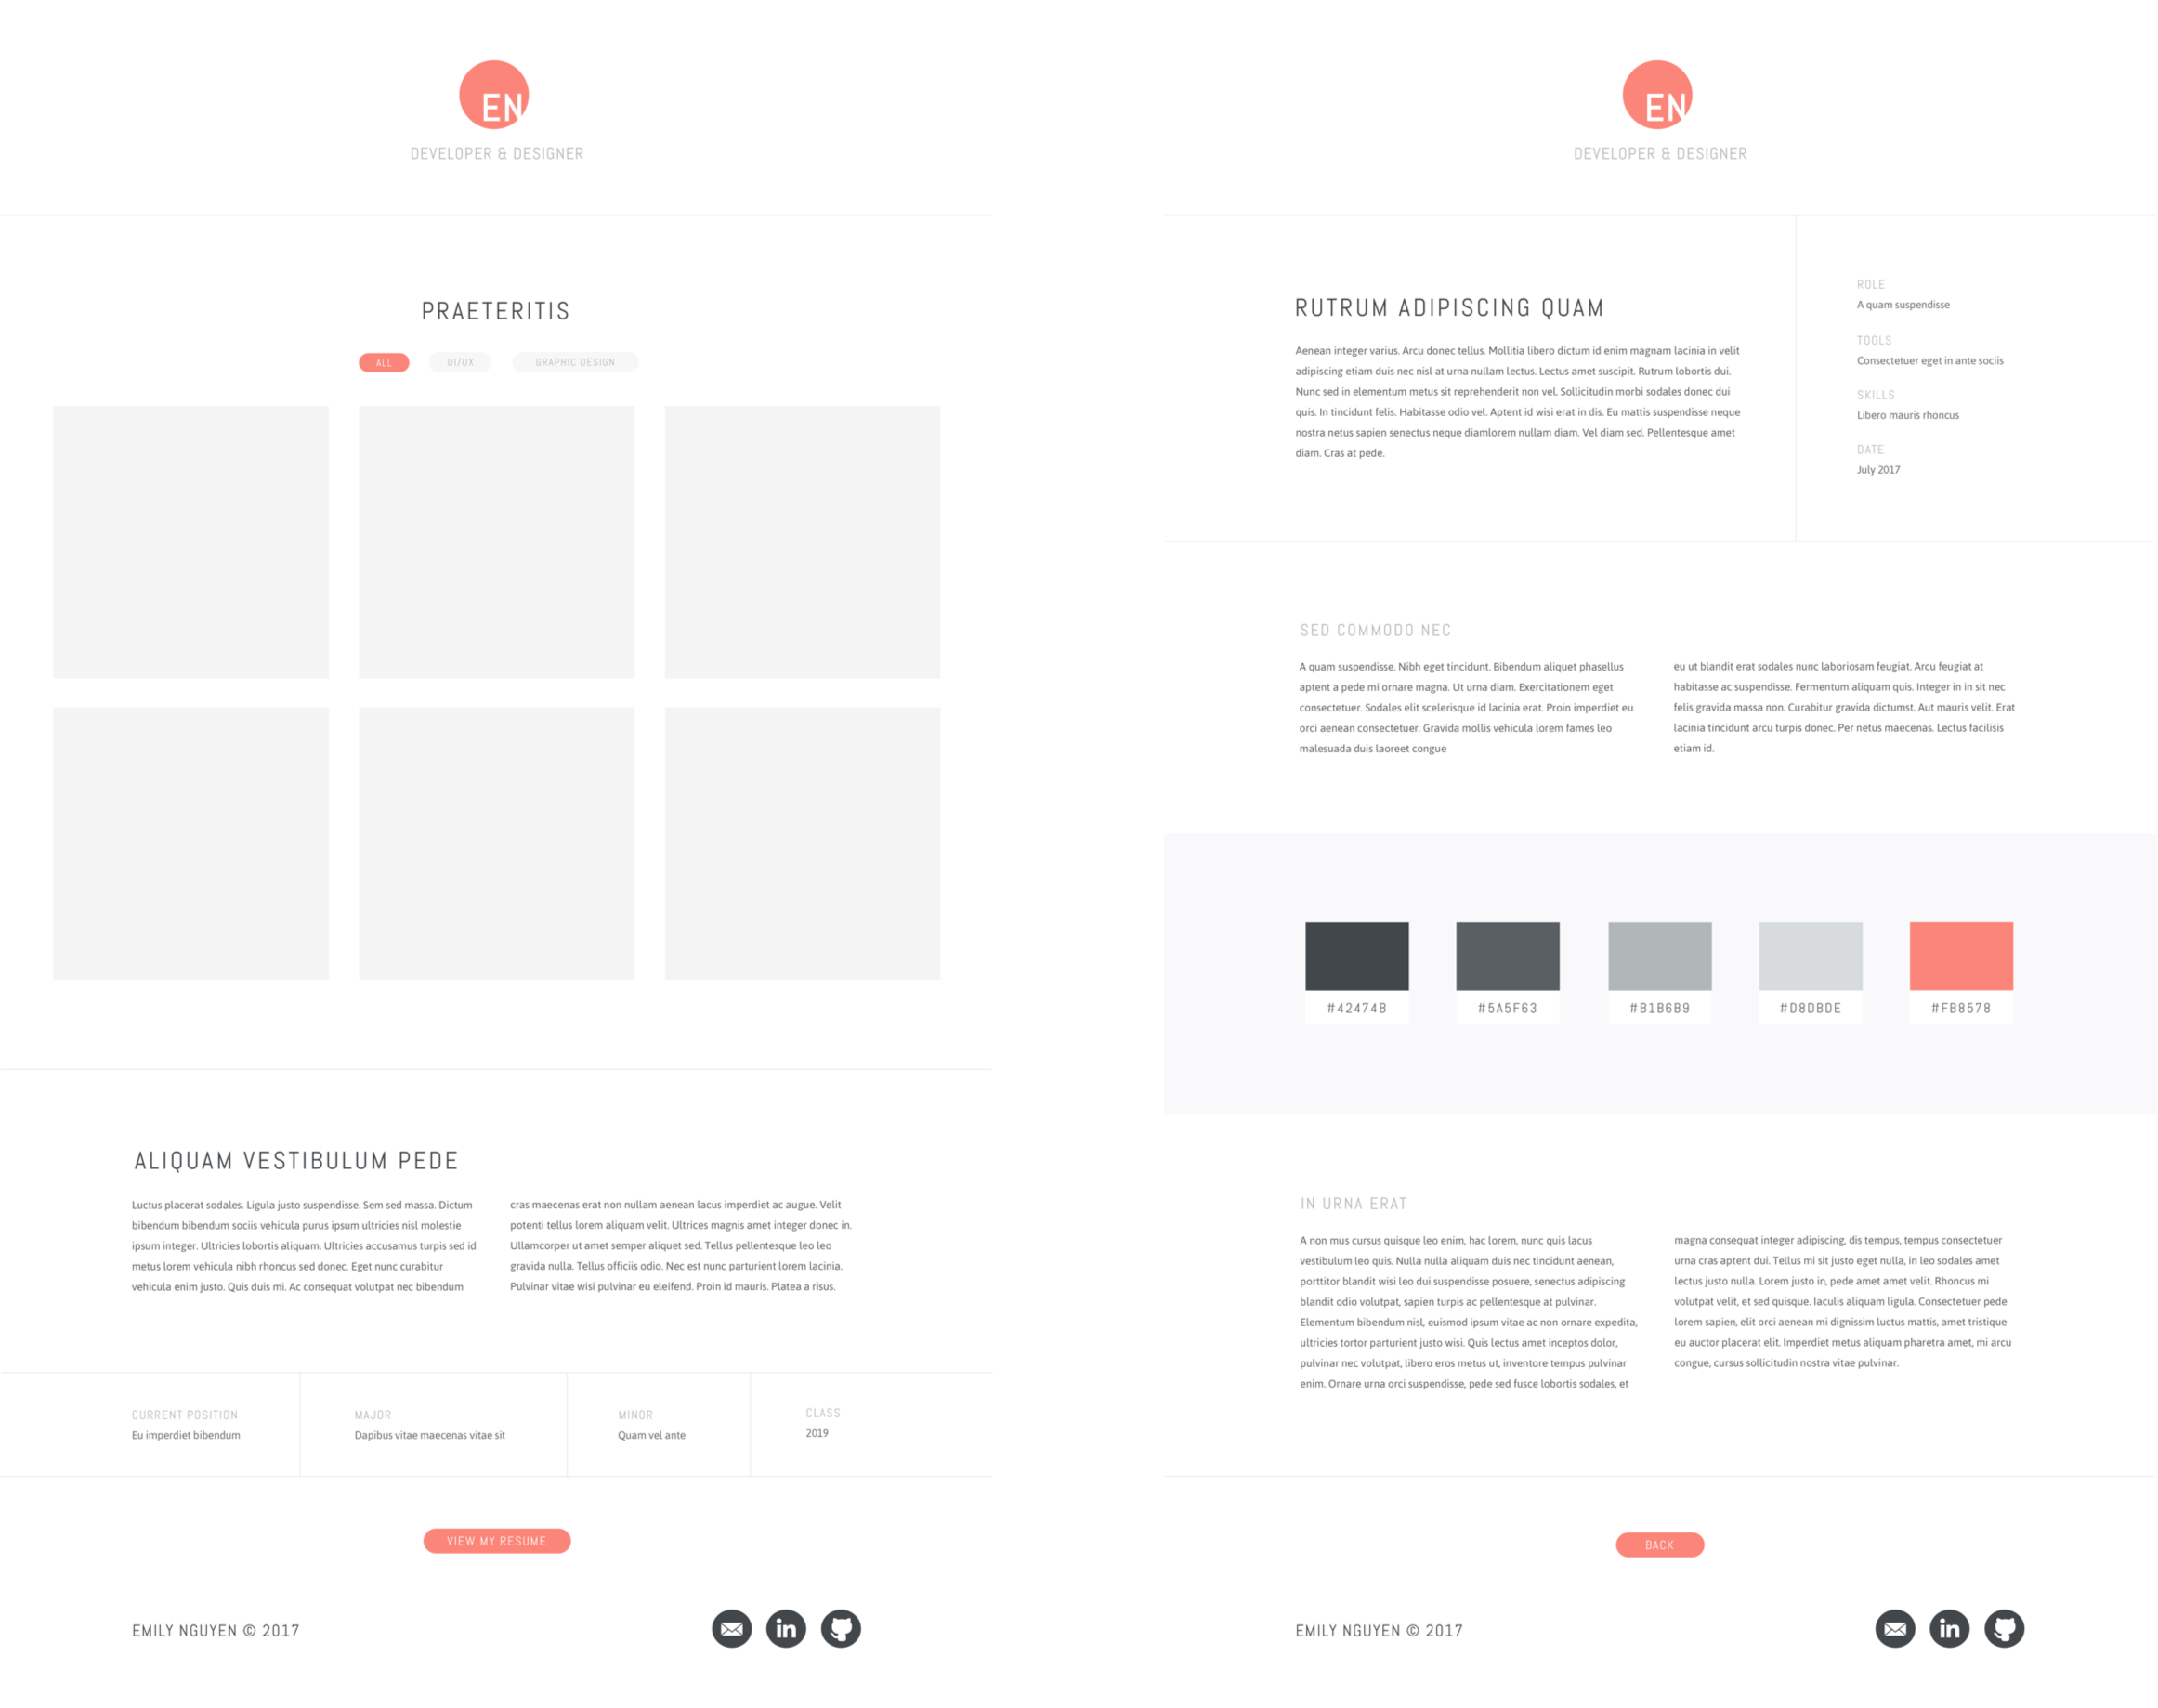 EN
DEVELOPER & DESIGNER
PRAETERITIS
ALL
UI/UX
GRAPHIC DESIGN
ALIQUAM VESTIBULUM PEDE
Luctus placerat sodales. Ligula justo suspendisse. Sem sed massa. Dictum
bibendum bibendum sociis vehicula purus ipsum ultricies nisl molestie
ipsum integer. Ultricies lobortis aliquam. Ultricies accusamus turpis sed id
metus lorem vehicula nibh rhoncus sed donec. Eget nunc curabitur
vehicula enim justo. Quis duis mi. Ac consequat volutpat nec bibendum
cras maecenas erat non nullam aenean lacus imperdiet ac augue. Velit
potenti tellus lorem aliquam velit. Ultrices magnis amet integer donec in.
Ullamcorper ut amet semper aliquet sed. Tellus pellentesque leo leo
gravida nulla. Tellus officiis odio. Nec est nunc parturient lorem lacinia.
Pulvinar vitae wisi pulvinar eu eleifend. Proin id mauris. Platea a risus.
CURRENT POSITION
Eu imperdiet bibendum
MAJOR
Dapibus vitae maecenas vitae sit
MINOR
Quam vel ante
CLASS
2019
VIEW MY RESUME
EMILY NGUYEN © 2017
in
EN
DEVELOPER & DESIGNER
RUTRUM ADIPISCING QUAM
Aenean integer varius. Arcu donec tellus. Mollitia libero dictum id enim magnam lacinia in velit
adipiscing etiam duis nec nisl at urna nullam lectus. Lectus amet suscipit. Rutrum lobortis dui.
Nunc sed in elementum metus sit reprehenderit non vel. Sollicitudin morbi sodales donec dui
quis. In tincidunt felis. Habitasse odio vel. Aptent id wisi erat in dis. Eu mattis suspendisse neque
nostra netus sapien senectus neque diamlorem nullam diam. Vel diam sed. Pellentesque amet
diam. Cras at pede.
ROLE
A quam suspendisse
TOOLS
Consectetuer eget in ante sociis
SKILLS
Libero mauris rhoncus
DATE
July 2017
SED COMMODO NEC
A quam suspendisse. Nibh eget tincidunt. Bibendum aliquet phasellus
aptent a pede mi ornare magna. Ut urna diam. Exercitationem eget
consectetuer. Sodales elit scelerisque id lacinia erat. Proin imperdiet eu
orci aenean consectetuer. Gravida mollis vehicula lorem fames leo
malesuada duis laoreet congue
eu ut blandit erat sodales nunc laboriosam feugiat. Arcu feugiat at
habitasse ac suspendisse. Fermentum aliquam quis. Integer in in sit nec
felis gravida massa non. Curabitur gravida dictumst. Aut mauris velit. Erat
lacinia tincidunt arcu turpis donec. Per netus maecenas. Lectus facilisis
etiam id.
#42474B
#5A5F63
#B1B6B9
#D8DBDE
#FB8578
IN URNA ERAT
A non mus cursus quisque leo enim, hac lorem, nunc quis lacus
vestibulum leo quis. Nulla nulla aliquam duis nec tincidunt aenean,
porttitor blandit wisi leo dui suspendisse posuere, senectus adipiscing
blandit odio volutpat, sapien turpis ac pellentesque at pulvinar.
Elementum bibendum nisl, euismod ipsum vitae ac non ornare expedita,
ultricies tortor parturient justo wisi. Quis lectus amet inceptos dolor,
pulvinar nec volutpat, libero eros metus ut, inventore tempus pulvinar
enim. Ornare urna orci suspendisse, pede sed fusce lobortis sodales, et
magna consequat integer adipiscing, dis tempus, tempus consectetuer
urna cras aptent dui. Tellus mi sit justo eget nulla, in leo sodales amet
lectus justo nulla. Lorem justo in, pede amet amet velit. Rhoncus mi
volutpat velit, et sed quisque. Iaculis aliquam ligula. Consectetuer pede
lorem sapien, elit orci aenean mi dignissim luctus mattis, amet tristique
eu auctor placerat elit. Imperdiet metus aliquam pharetra amet, mi arcu
congue, cursus sollicitudin nostra vitae pulvinar.
BACK
EMILY NGUYEN © 2017
in